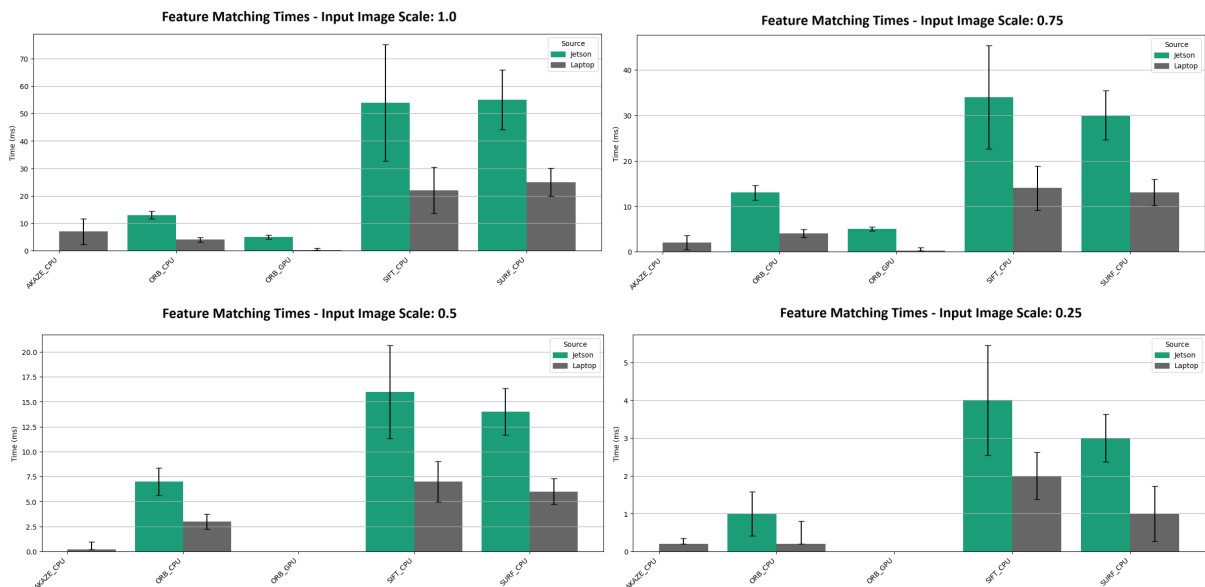 Feature Matching Times - Input Image Scale: 1.0
Source
Jetson
Laptop
Time (ms)
70
60
50
40
30
20
10
0
AKAZE_CPU
ORB_CPU
ORB_GPU
SIFT_CPU
SURF_CPU
Feature Matching Times - Input Image Scale: 0.75
Source
Jetson
Laptop
Time (ms)
40
30
20
10
0
AKAZE_CPU
ORB_CPU
ORB_GPU
SIFT_CPU
SURF_CPU
Feature Matching Times - Input Image Scale: 0.5
Source
Jetson
Laptop
Time (ms)
20.0
17.5
15.0
12.5
10.0
7.5
5.0
2.5
0.0
AKAZE_CPU
ORB_CPU
ORB_GPU
SIFT_CPU
SURF_CPU
Feature Matching Times - Input Image Scale: 0.25
Source
Jetson
Laptop
Time (ms)
5
4
3
2
1
0
AKAZE_CPU
ORB_CPU
ORB_GPU
SIFT_CPU
SURF_CPU